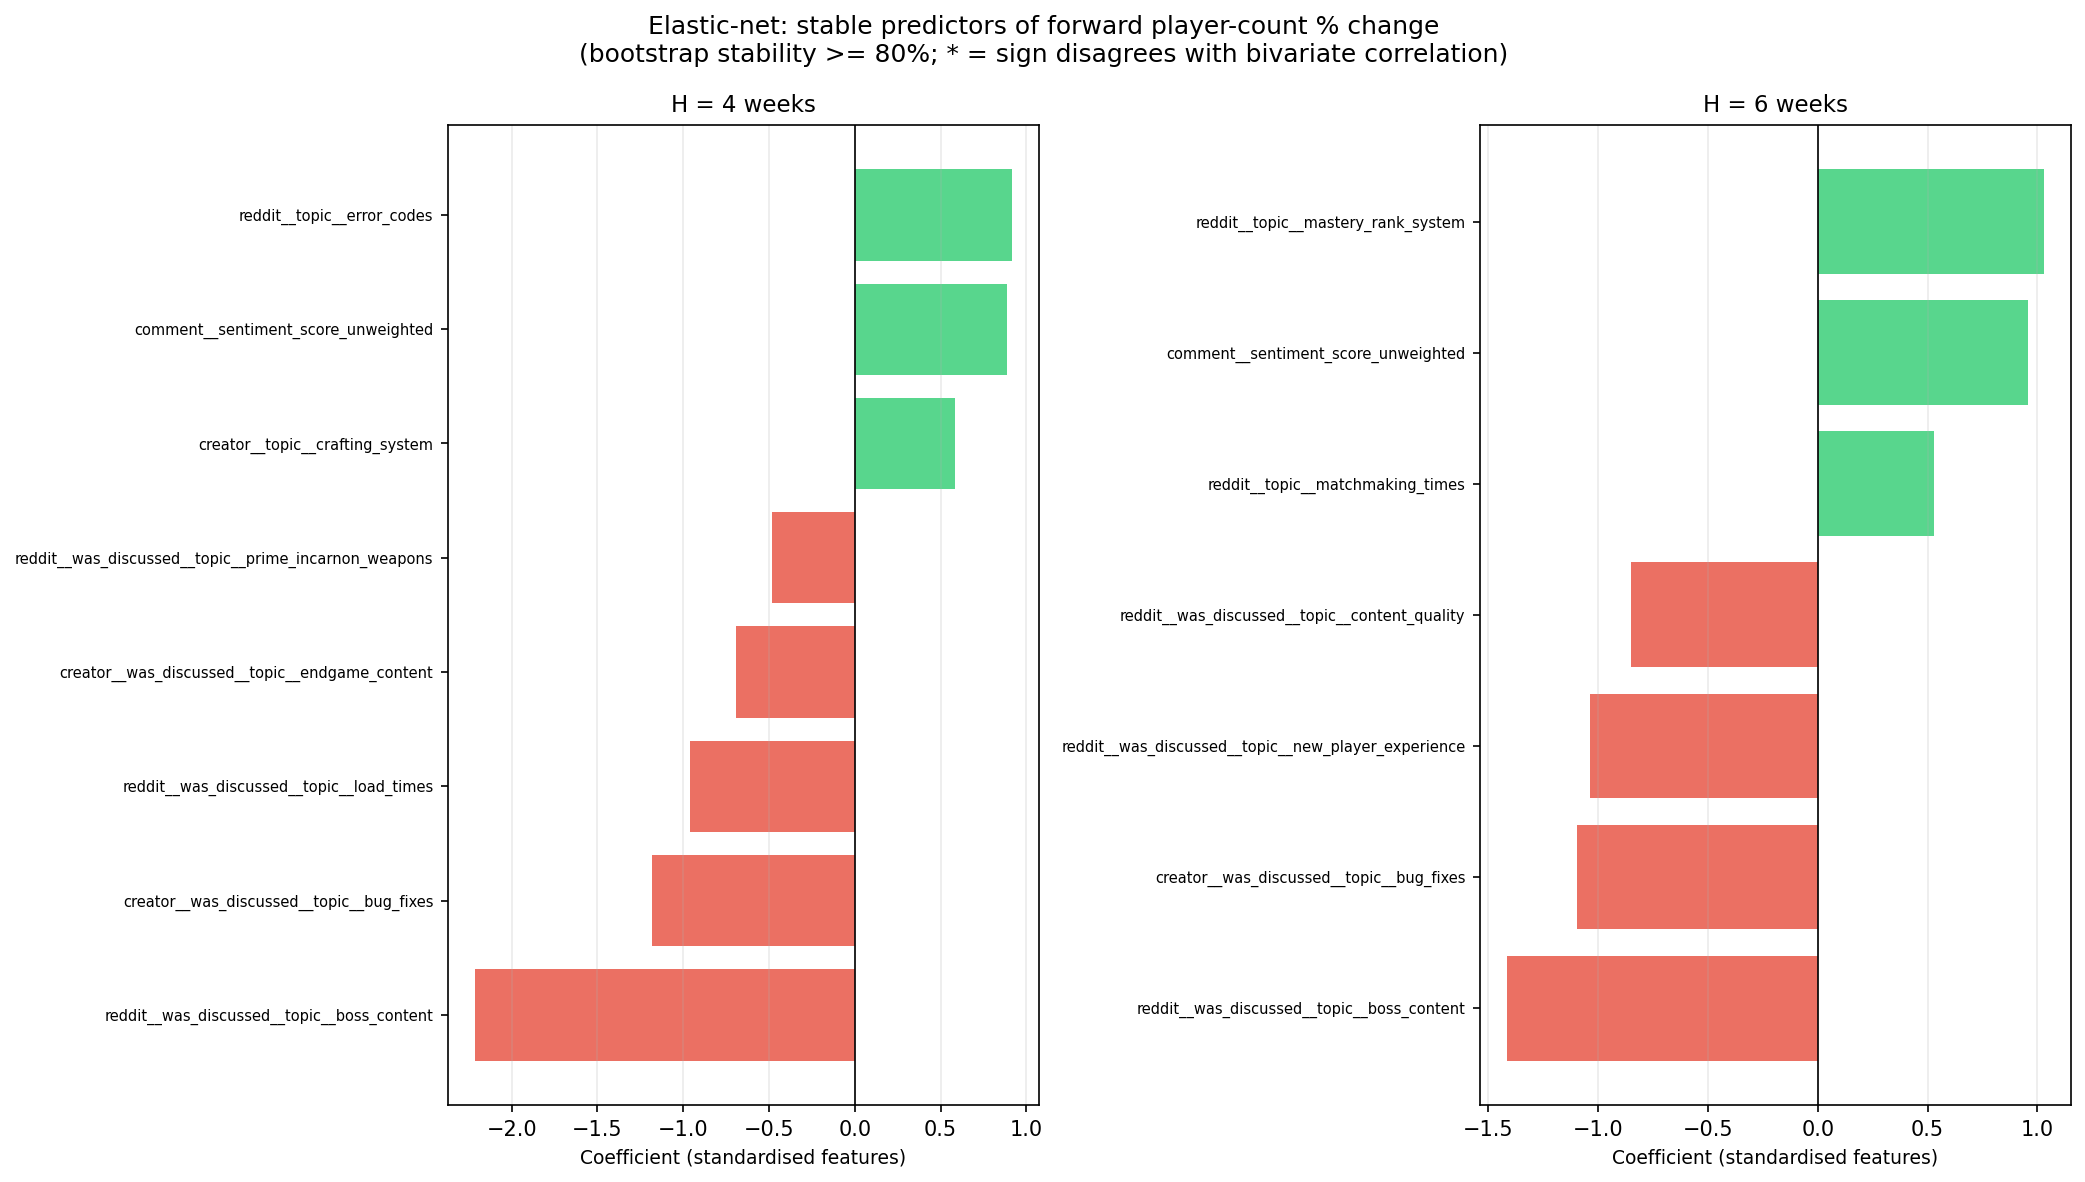 Elastic-net: stable predictors of forward player-count % change
(bootstrap stability >= 80%; * = sign disagrees with bivariate correlation)
H = 4 weeks
reddit__topic__error_codes
comment__sentiment_score_unweighted
creator__topic__crafting_system
reddit__was_discussed__topic__prime_incarnon_weapons
creator__was_discussed__topic__endgame_content
reddit__was_discussed__topic__load_times
creator__was_discussed__topic__bug_fixes
reddit__was_discussed__topic__boss_content
−2.0 −1.5 −1.0 −0.5 0.0 0.5 1.0
Coefficient (standardised features)
H = 6 weeks
reddit__topic__mastery_rank_system
comment__sentiment_score_unweighted
reddit__topic__matchmaking_times
reddit__was_discussed__topic__content_quality
reddit__was_discussed__topic__new_player_experience
creator__was_discussed__topic__bug_fixes
reddit__was_discussed__topic__boss_content
−1.5 −1.0 −0.5 0.0 0.5 1.0
Coefficient (standardised features)